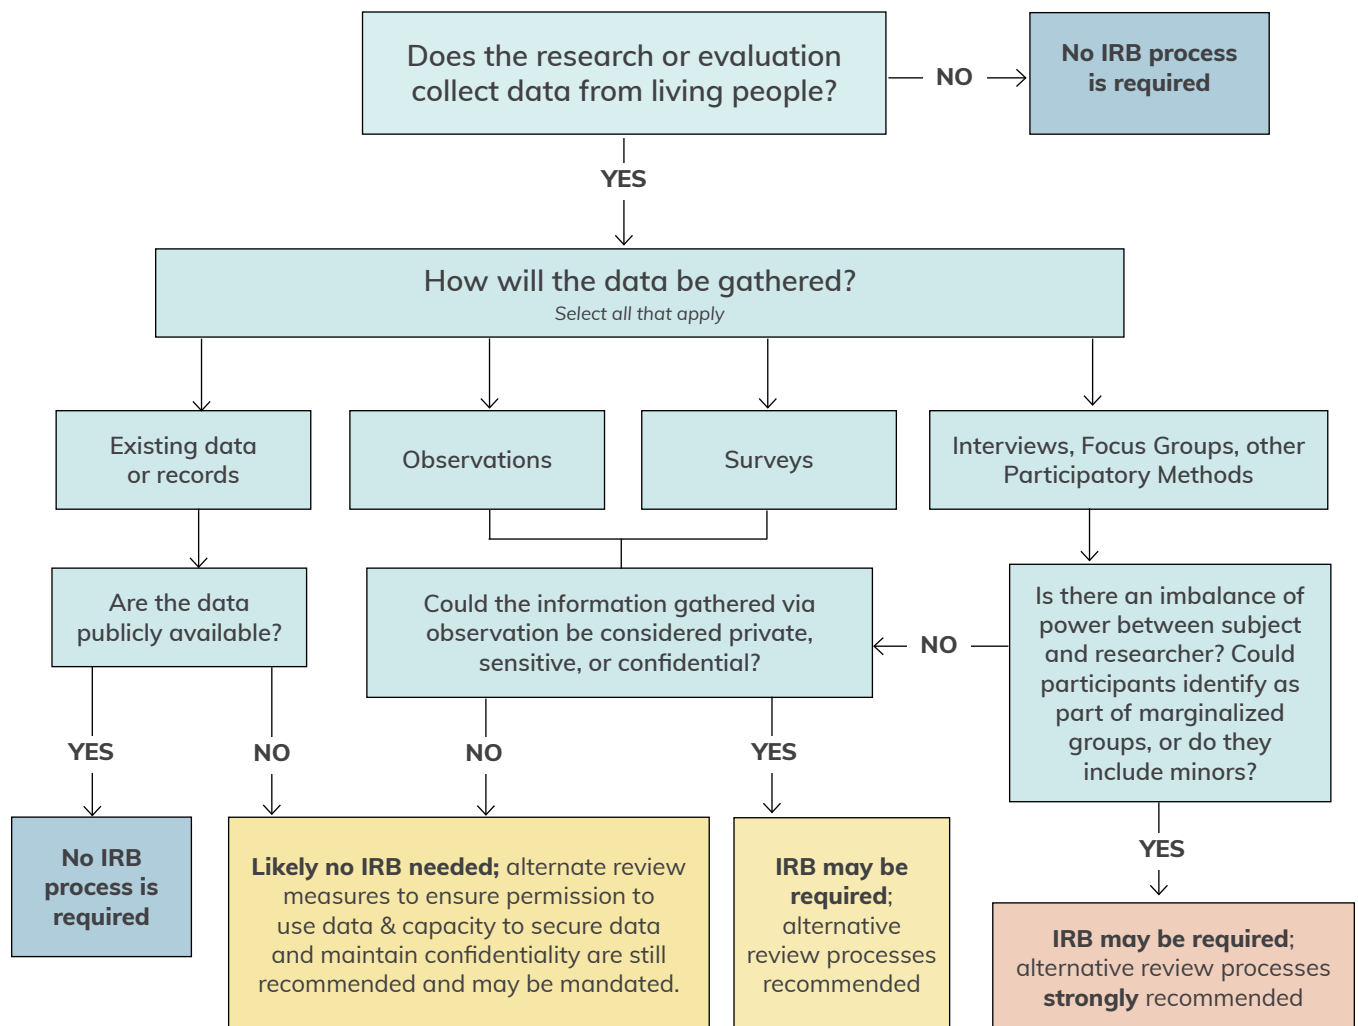 Does the research or evaluation
collect data from living people?
NO
No IRB process
is required
YES
How will the data be gathered?
Select all that apply
Existing data
or records
Observations
Surveys
Interviews, Focus Groups, other
Participatory Methods
Are the data
publicly available?
Could the information gathered via
observation be considered private,
sensitive, or confidential?
NO
Is there an imbalance of
power between subject
and researcher? Could
participants identify as
part of marginalized
groups, or do they
include minors?
YES
NO
NO
YES
YES
No IRB
process is
required
Likely no IRB needed; alternate review
measures to ensure permission to
use data & capacity to secure data
and maintain confidentiality are still
recommended and may be mandated.
IRB may be
required;
alternative
review processes
recommended
IRB may be required;
alternative review processes
strongly recommended